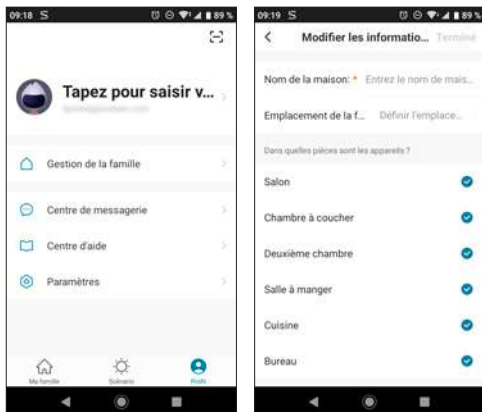 09:18 S 89 %
Tapez pour saisir v...
Gestion de la famille
Centre de messagerie
Centre d'aide
Paramètres
Ma famille
Scénario
Profil
09:19 S 89 %
Modifier les informatio... Terminé
Nom de la maison: * Entrez le nom de mais...
Emplacement de la f... Définir l'emplace...
Dans quelles pièces sont les appareils ?
Salon
Chambre à coucher
Deuxième chambre
Salle à manger
Cuisine
Bureau